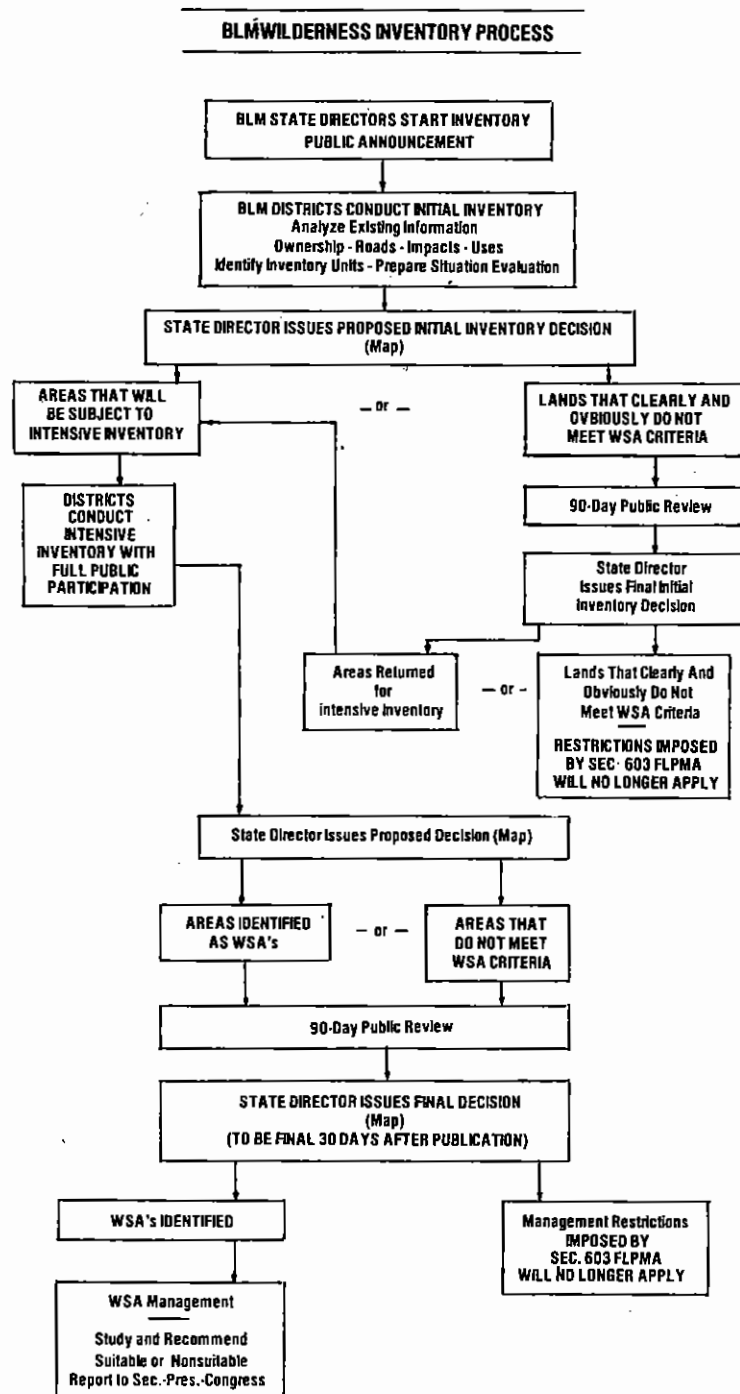 BLM WILDERNESS INVENTORY PROCESS
BLM STATE DIRECTORS START INVENTORY
PUBLIC ANNOUNCEMENT
BLM DISTRICTS CONDUCT INITIAL INVENTORY
Analyze Existing Information
Ownership - Roads - Impacts - Uses
Identify Inventory Units - Prepare Situation Evaluation
STATE DIRECTOR ISSUES PROPOSED INITIAL INVENTORY DECISION
(Map)
AREAS THAT WILL
BE SUBJECT TO
INTENSIVE INVENTORY
— or —
LANDS THAT CLEARLY AND
OVBIOUSLY DO NOT
MEET WSA CRITERIA
DISTRICTS
CONDUCT
INTENSIVE
INVENTORY WITH
FULL PUBLIC
PARTICIPATION
90-Day Public Review
State Director
Issues Final Initial
Inventory Decision
Areas Returned
for
intensive Inventory
— or -
Lands That Clearly And
Obviously Do Not
Meet WSA Criteria
RESTRICTIONS IMPOSED
BY SEC. 603 FLPMA
WILL NO LONGER APPLY
State Director Issues Proposed Decision (Map)
AREAS IDENTIFIED
AS WSA's
— or —
AREAS THAT
DO NOT MEET
WSA CRITERIA
90-Day Public Review
STATE DIRECTOR ISSUES FINAL DECISION
(Map)
(TO BE FINAL 30 DAYS AFTER PUBLICATION)
WSA's IDENTIFIED
Management Restrictions
IMPOSED BY
SEC. 603 FLPMA
WILL NO LONGER APPLY
WSA Management
Study and Recommend
Suitable or Nonsuitable
Report to Sec.-Pres.-Congress